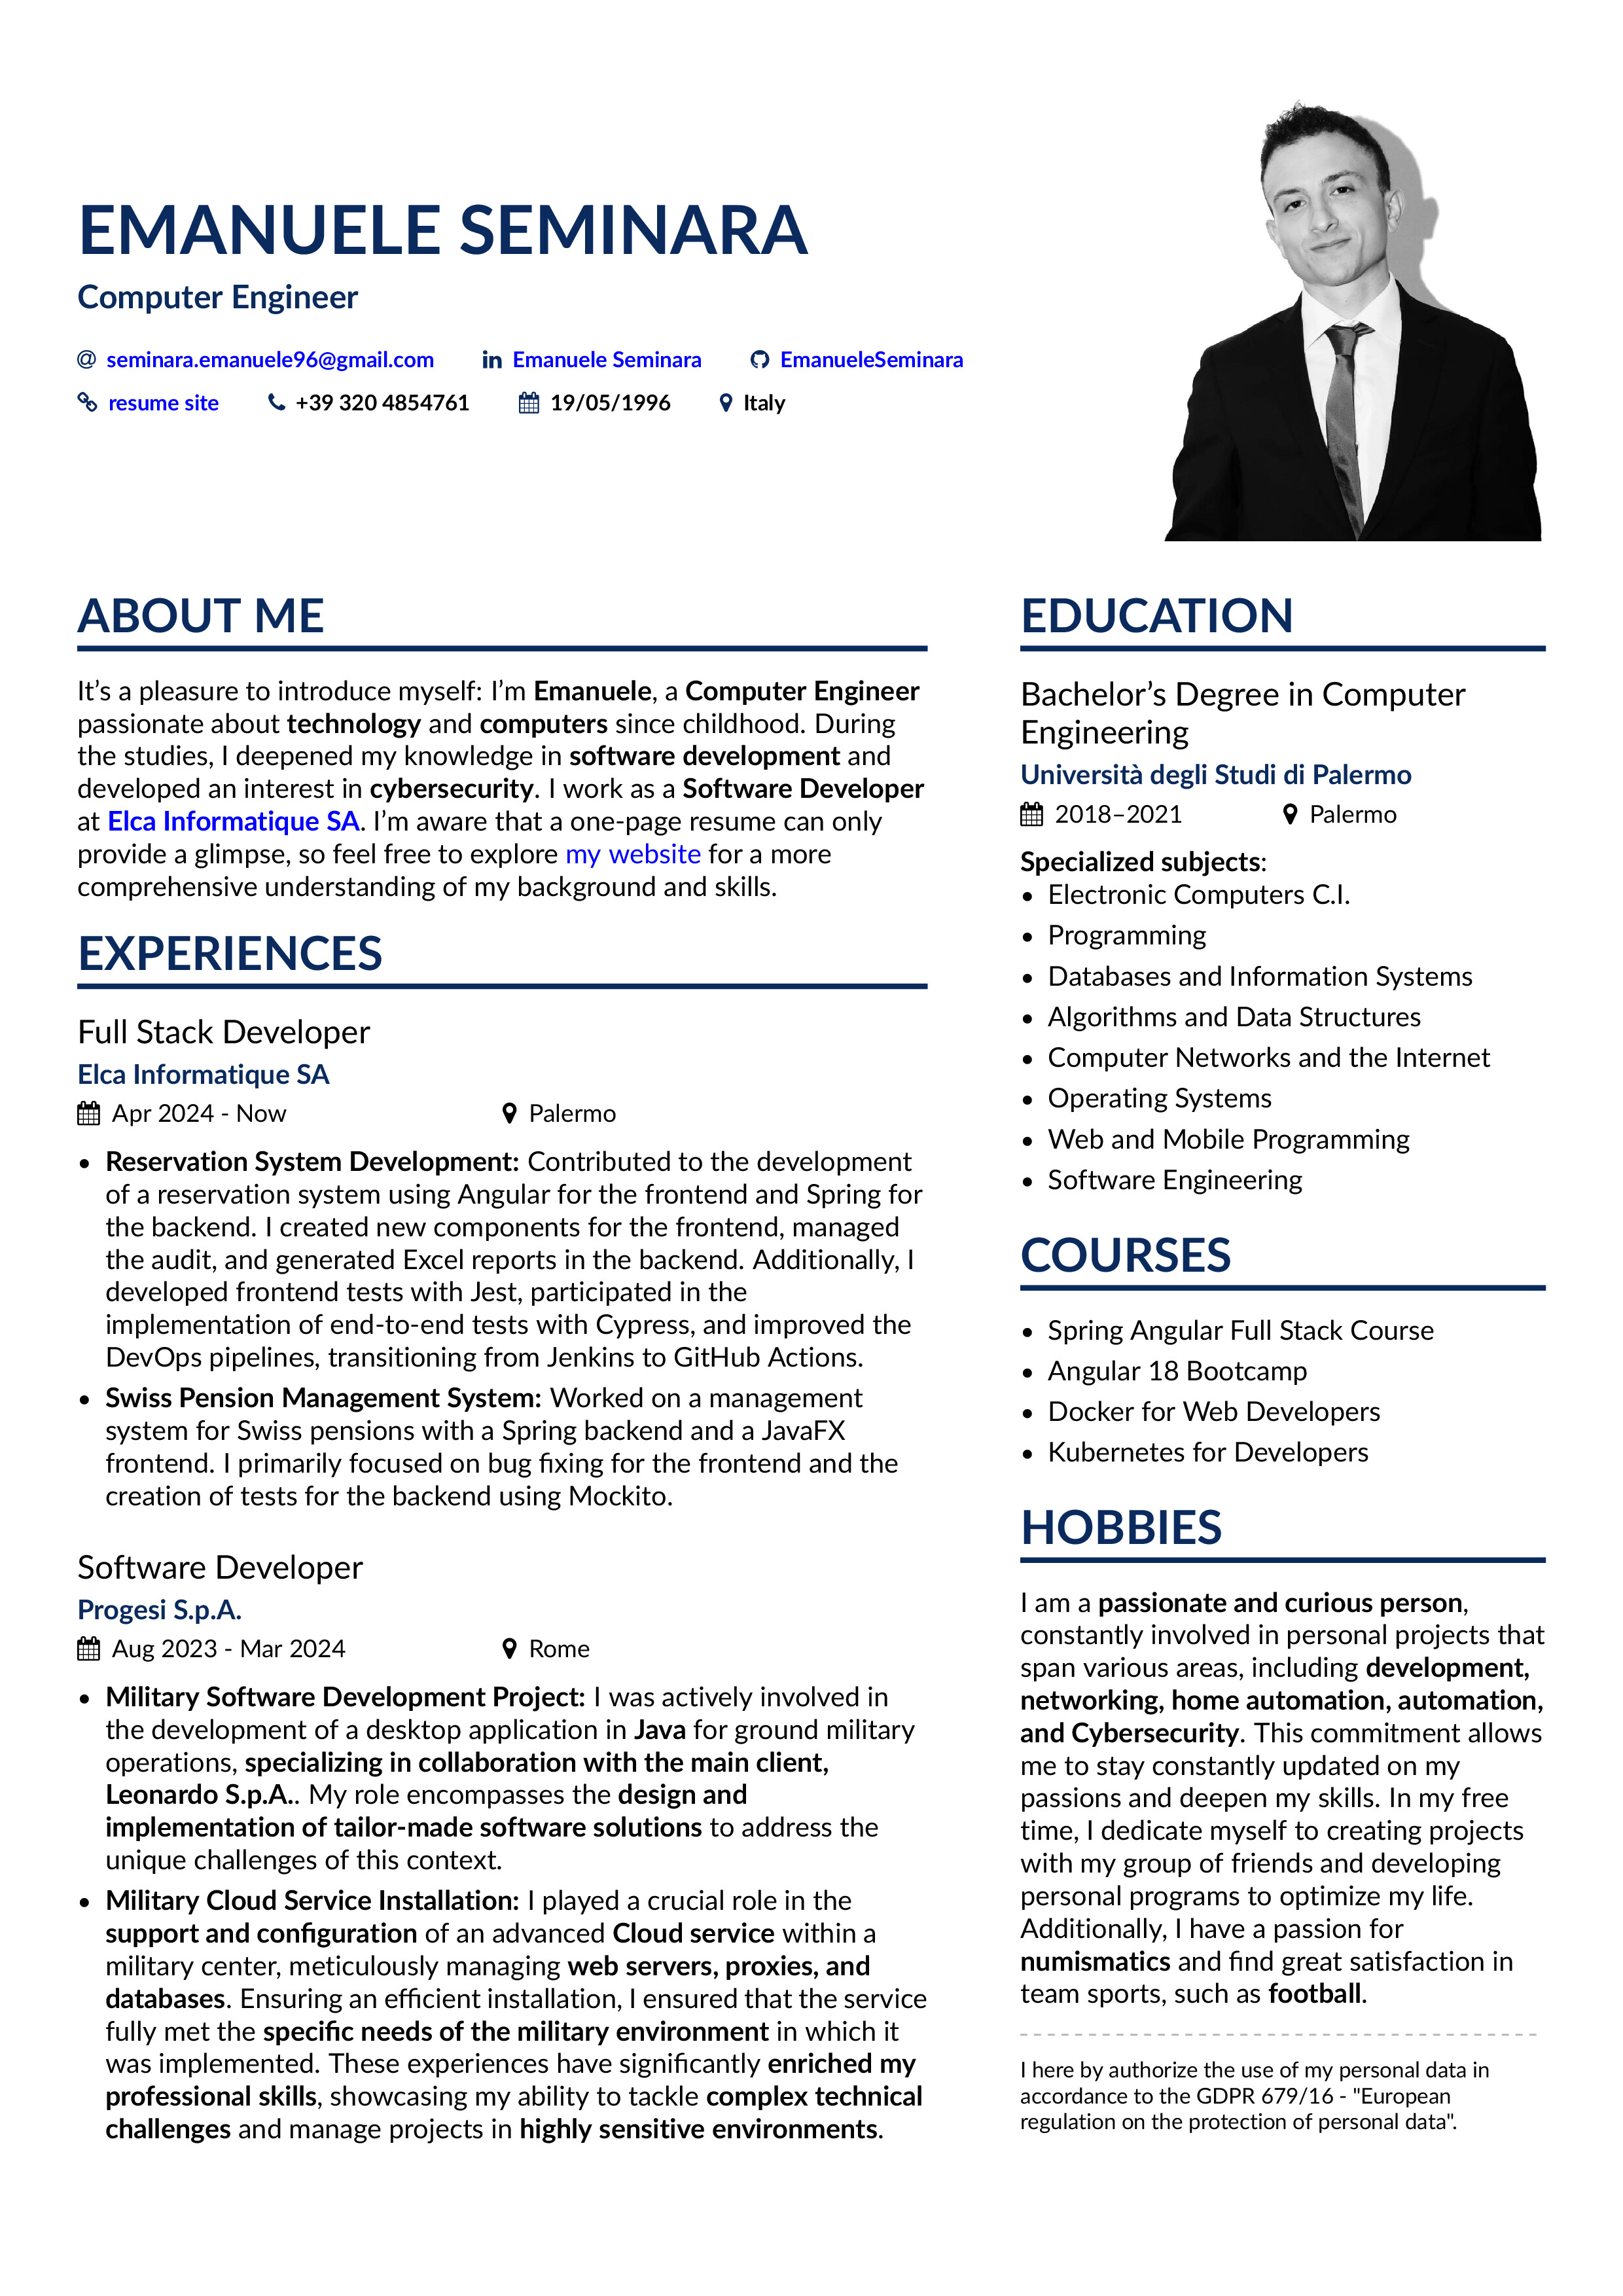 EMANUELE SEMINARA
Computer Engineer
@ seminara.emanuele96@gmail.com in Emanuele Seminara EmanueleSeminara
resume site +39 320 4854761 19/05/1996 Italy
ABOUT ME
It’s a pleasure to introduce myself: I’m Emanuele, a Computer Engineer
passionate about technology and computers since childhood. During
the studies, I deepened my knowledge in software development and
developed an interest in cybersecurity. I work as a Software Developer
at Elca Informatique SA. I’m aware that a one-page resume can only
provide a glimpse, so feel free to explore my website for a more
comprehensive understanding of my background and skills.
EXPERIENCES
Full Stack Developer
Elca Informatique SA
Apr 2024 - Now Palermo
• Reservation System Development: Contributed to the development
of a reservation system using Angular for the frontend and Spring for
the backend. I created new components for the frontend, managed
the audit, and generated Excel reports in the backend. Additionally, I
developed frontend tests with Jest, participated in the
implementation of end-to-end tests with Cypress, and improved the
DevOps pipelines, transitioning from Jenkins to GitHub Actions.
• Swiss Pension Management System: Worked on a management
system for Swiss pensions with a Spring backend and a JavaFX
frontend. I primarily focused on bug fixing for the frontend and the
creation of tests for the backend using Mockito.
Software Developer
Progesi S.p.A.
Aug 2023 - Mar 2024 Rome
• Military Software Development Project: I was actively involved in
the development of a desktop application in Java for ground military
operations, specializing in collaboration with the main client,
Leonardo S.p.A.. My role encompasses the design and
implementation of tailor-made software solutions to address the
unique challenges of this context.
• Military Cloud Service Installation: I played a crucial role in the
support and configuration of an advanced Cloud service within a
military center, meticulously managing web servers, proxies, and
databases. Ensuring an efficient installation, I ensured that the service
fully met the specific needs of the military environment in which it
was implemented. These experiences have significantly enriched my
professional skills, showcasing my ability to tackle complex technical
challenges and manage projects in highly sensitive environments.
EDUCATION
Bachelor’s Degree in Computer
Engineering
Università degli Studi di Palermo
2018–2021 Palermo
Specialized subjects:
• Electronic Computers C.I.
• Programming
• Databases and Information Systems
• Algorithms and Data Structures
• Computer Networks and the Internet
• Operating Systems
• Web and Mobile Programming
• Software Engineering
COURSES
• Spring Angular Full Stack Course
• Angular 18 Bootcamp
• Docker for Web Developers
• Kubernetes for Developers
HOBBIES
I am a passionate and curious person,
constantly involved in personal projects that
span various areas, including development,
networking, home automation, automation,
and Cybersecurity. This commitment allows
me to stay constantly updated on my
passions and deepen my skills. In my free
time, I dedicate myself to creating projects
with my group of friends and developing
personal programs to optimize my life.
Additionally, I have a passion for
numismatics and find great satisfaction in
team sports, such as football.
I here by authorize the use of my personal data in
accordance to the GDPR 679/16 - "European
regulation on the protection of personal data".